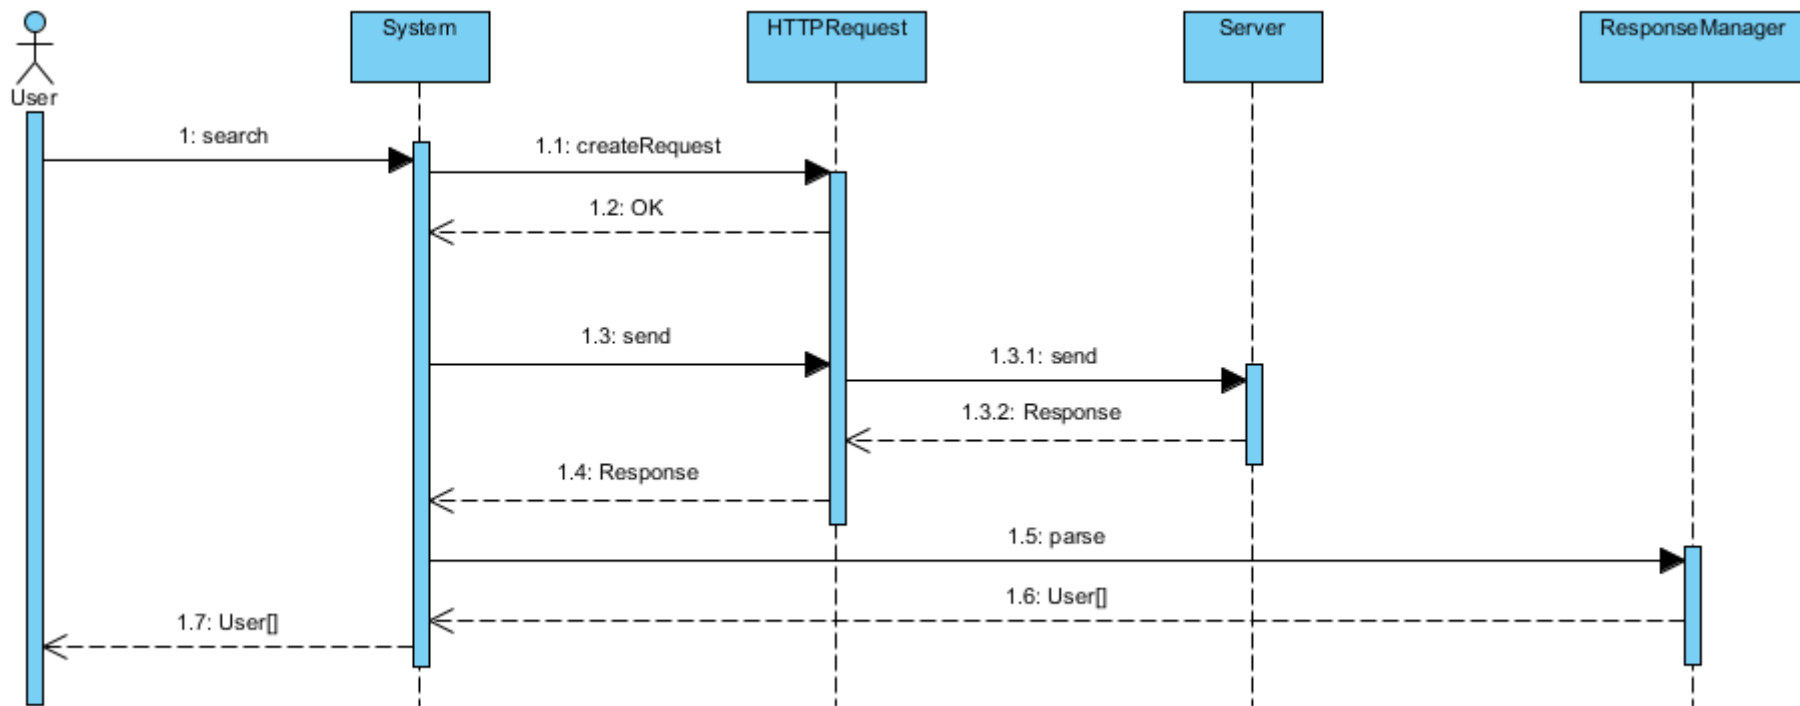 System
HTTPRequest
Server
ResponseManager
User
1: search
1.1: createRequest
1.2: OK
1.3: send
1.3.1: send
1.3.2: Response
1.4: Response
1.5: parse
1.6: User[]
1.7: User[]